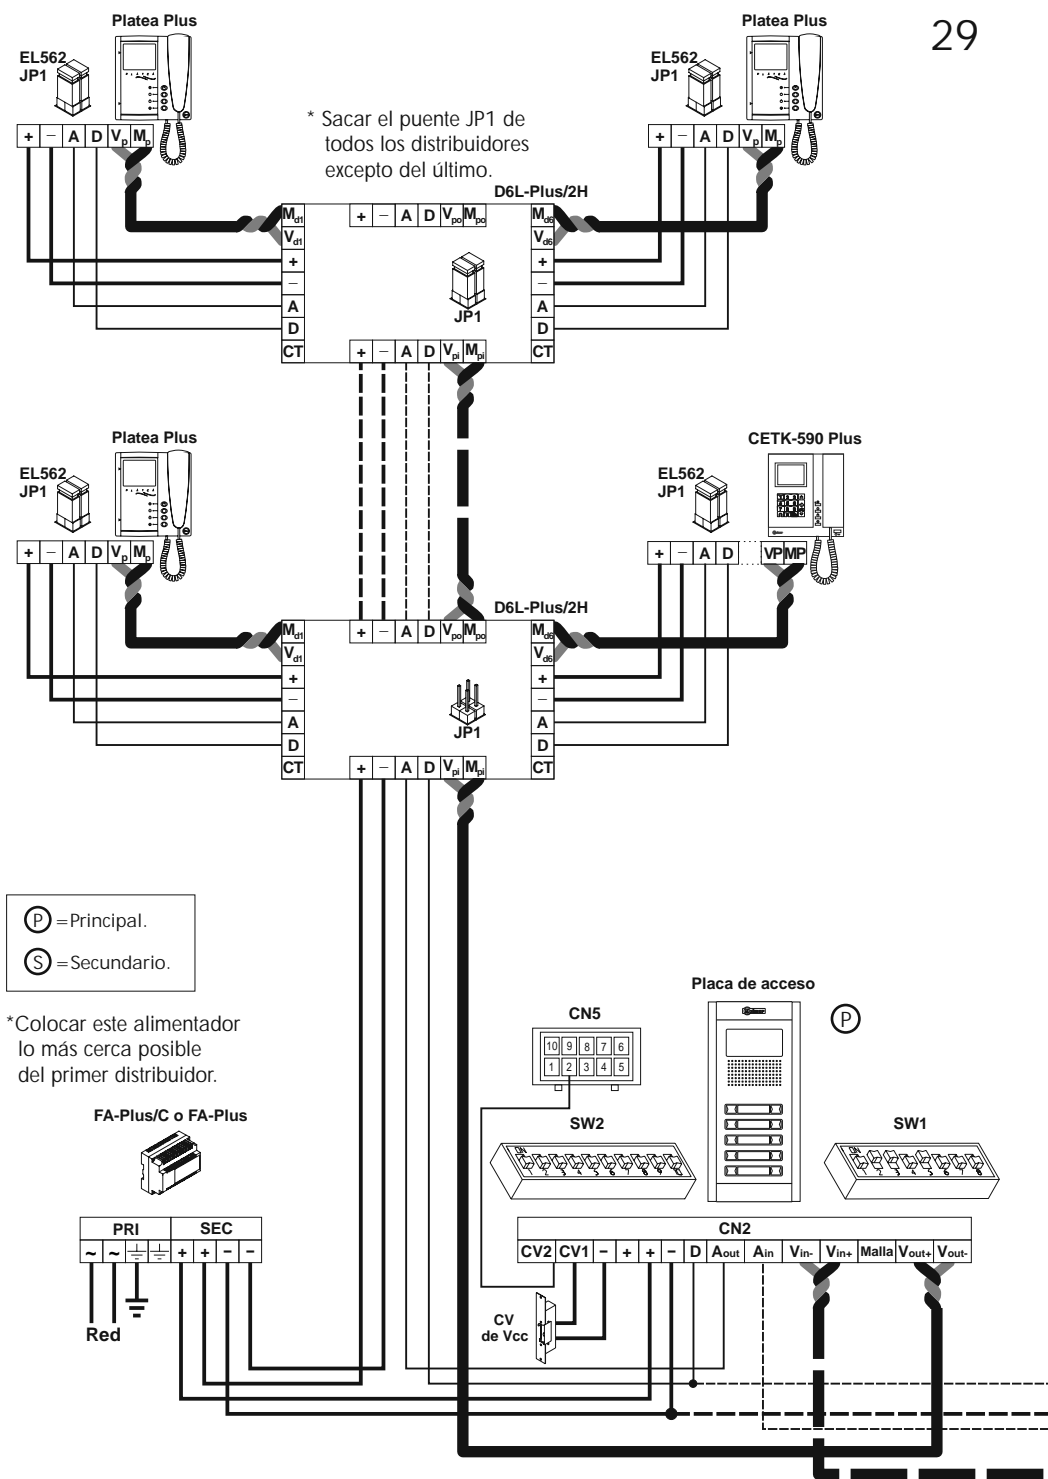 29
Platea Plus
Platea Plus
EL562
JP1
EL562
JP1
* Sacar el puente JP1 de
todos los distribuidores
excepto del último.
+ – A D Vp Mp
+ – A D Vp Mp
D6L-Plus/2H
Md1
Vd1
+
–
A
D
CT
+ – A D Vpo Mpo
Md6
Vd6
+
–
A
D
CT
JP1
+ – A D Vpi Mpi
Platea Plus
CETK-590 Plus
EL562
JP1
EL562
JP1
+ – A D Vp Mp
+ – A D VP MP
D6L-Plus/2H
Md1
Vd1
+
–
A
D
CT
+ – A D Vpo Mpo
Md6
Vd6
+
–
A
D
CT
JP1
+ – A D Vpi Mpi
P =Principal.
S =Secundario.
*Colocar este alimentador
lo más cerca posible
del primer distribuidor.
FA-Plus/C o FA-Plus
PRI SEC
~ ~ + + – –
Red
Placa de acceso
P
CN5
10 9 8 7 6
1 2 3 4 5
SW2
SW1
CN2
CV2 CV1 – + + – D Aout Ain Vin- Vin+ Malla Vout+ Vout-
CV
de Vcc